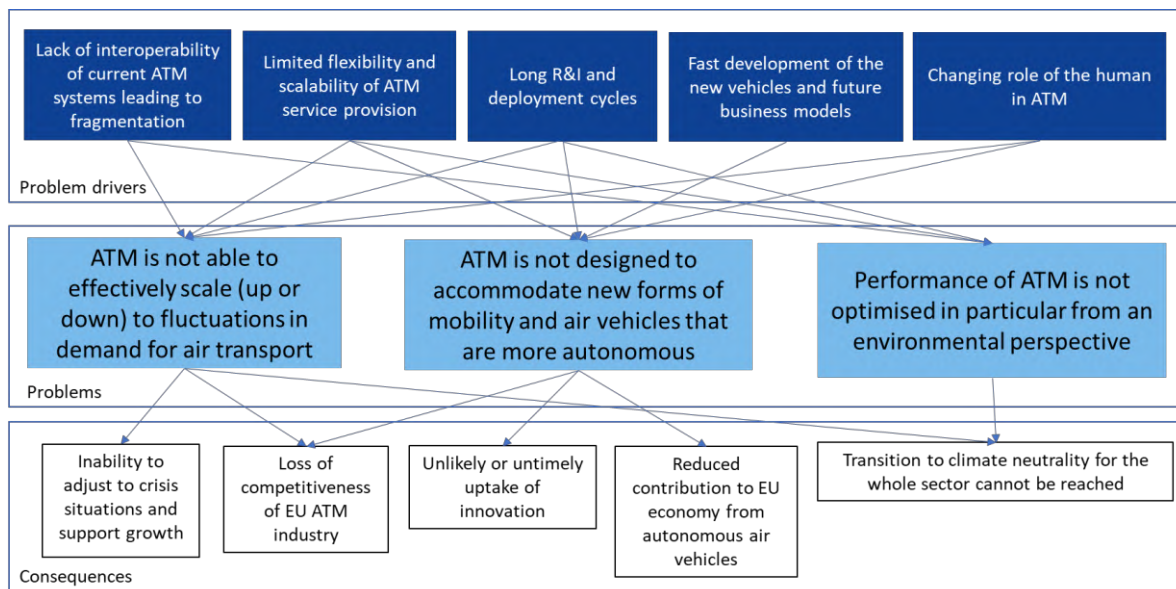 Lack of interoperability
of current ATM
systems leading to
fragmentation
Limited flexibility and
scalability of ATM
service provision
Long R&I and
deployment cycles
Fast development of the
new vehicles and future
business models
Changing role of the human
in ATM
Problem drivers
ATM is not able to
effectively scale (up or
down) to fluctuations in
demand for air transport
ATM is not designed to
accommodate new forms of
mobility and air vehicles that
are more autonomous
Performance of ATM is not
optimised in particular from an
environmental perspective
Problems
Inability to
adjust to crisis
situations and
support growth
Loss of
competitiveness
of EU ATM
industry
Unlikely or untimely
uptake of
innovation
Reduced
contribution to EU
economy from
autonomous air
vehicles
Transition to climate neutrality for the
whole sector cannot be reached
Consequences